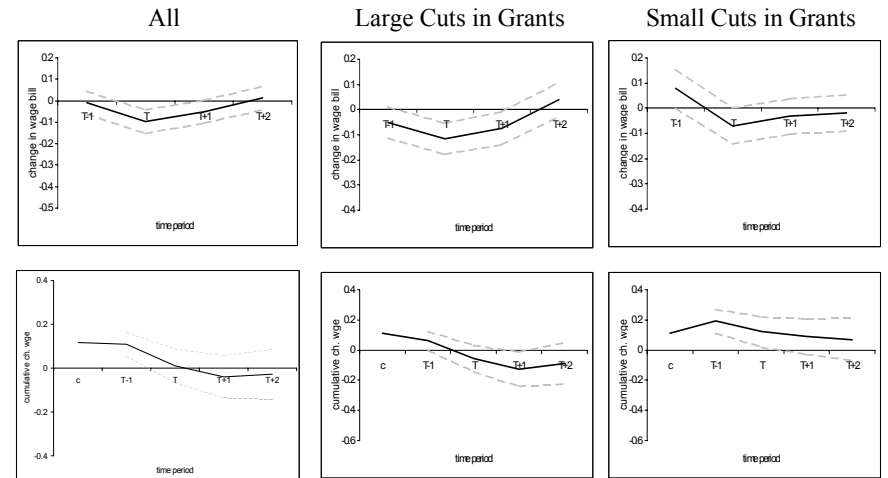 All
Large Cuts in Grants
Small Cuts in Grants
change in wage bill
0.2
0.1
0
-0.1
-0.2
-0.3
-0.4
-0.5
T-1
T
T+1
T+2
time period
change in wage bill
0.2
0.1
0
-0.1
-0.2
-0.3
-0.4
T-1
T
T+1
T+2
time period
change in wage bill
0.2
0.1
0
-0.1
-0.2
-0.3
-0.4
T-1
T
T+1
T+2
time period
cumulative ch. wge
0.4
0.2
0
-0.2
-0.4
c
T-1
T
T+1
T+2
time period
cumulative ch. wge
0.4
0.2
0
-0.2
-0.4
-0.6
c
T-1
T
T+1
T+2
time period
cumulative ch. wge
0.4
0.2
0
-0.2
-0.4
-0.6
c
T-1
T
T+1
T+2
time period